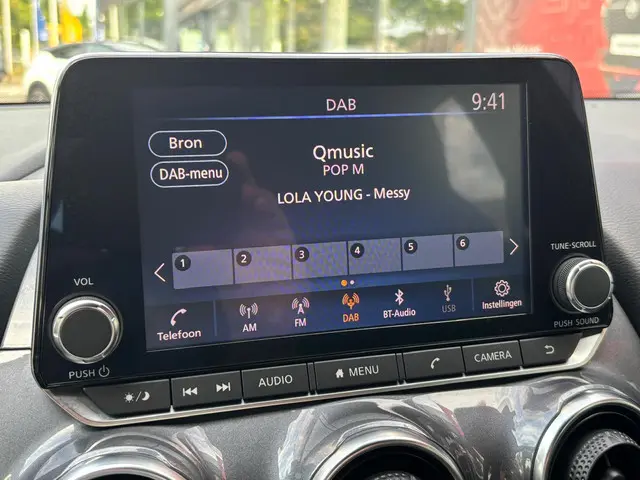 DAB
9:41
Bron
DAB-menu
Qmusic
POP M
LOLA YOUNG - Messy
1 2 3 4 5 6
Telefoon
AM
FM
DAB
BT-Audio
USB
Instellingen
VOL
PUSH
TUNE-SCROLL
PUSH SOUND
AUDIO
MENU
CAMERA